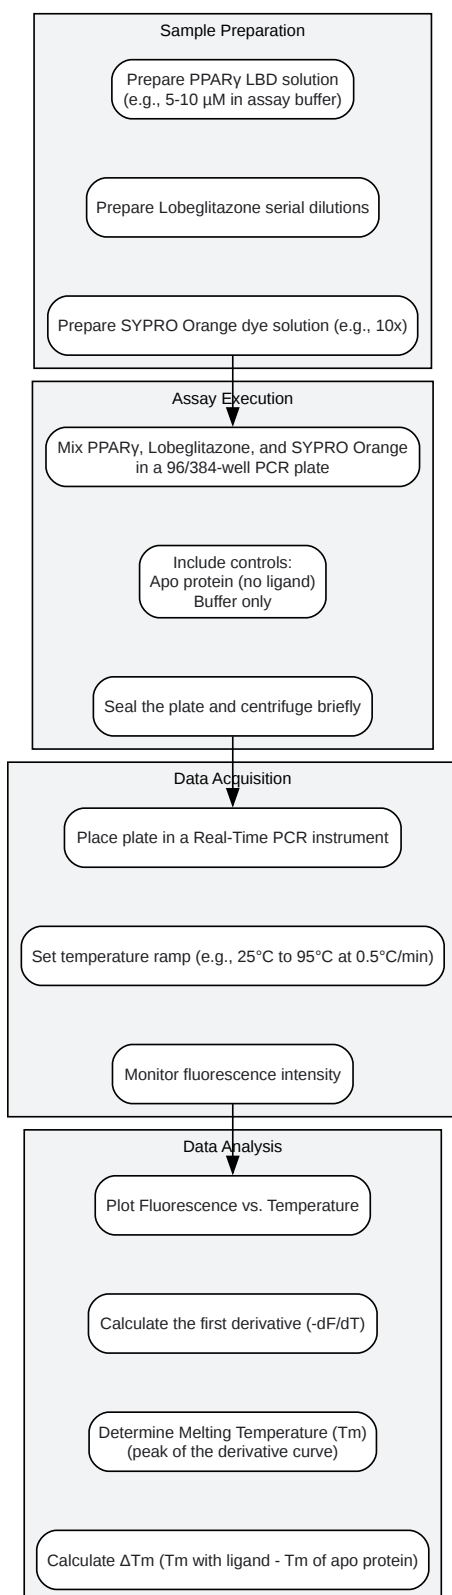 Sample Preparation
Prepare PPARγ LBD solution
(e.g., 5-10 µM in assay buffer)
Prepare Lobeglitazone serial dilutions
Prepare SYPRO Orange dye solution (e.g., 10x)
Assay Execution
Mix PPARγ, Lobeglitazone, and SYPRO Orange
in a 96/384-well PCR plate
Include controls:
Apo protein (no ligand)
Buffer only
Seal the plate and centrifuge briefly
Data Acquisition
Place plate in a Real-Time PCR instrument
Set temperature ramp (e.g., 25°C to 95°C at 0.5°C/min)
Monitor fluorescence intensity
Data Analysis
Plot Fluorescence vs. Temperature
Calculate the first derivative (-dF/dT)
Determine Melting Temperature (Tm)
(peak of the derivative curve)
Calculate ΔTm (Tm with ligand - Tm of apo protein)